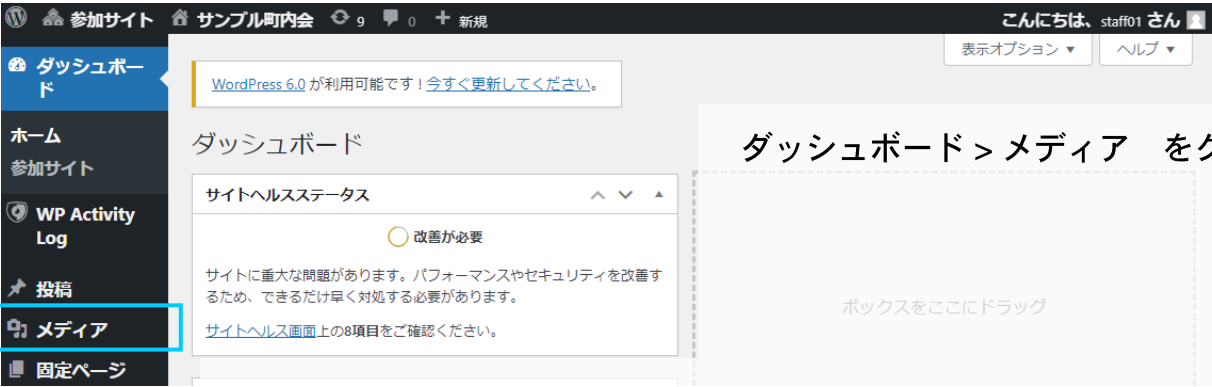 参加サイト サンプル町内会 9 0 新規 こんにちは、staff01 さん
表示オプション ▼ ヘルプ ▼
ダッシュボー
ド
WordPress 6.0 が利用可能です ! 今すぐ更新してください。
ホーム
参加サイト
ダッシュボード
ダッシュボード > メディア を
サイトヘルスステータス
WP Activity
Log
改善が必要
サイトに重大な問題があります。パフォーマンスやセキュリティを改善す
るため、できるだけ早く対処する必要があります。
サイトヘルス画面上の8項目をご確認ください。
ボックスをここにドラッグ
投稿
メディア
固定ページ